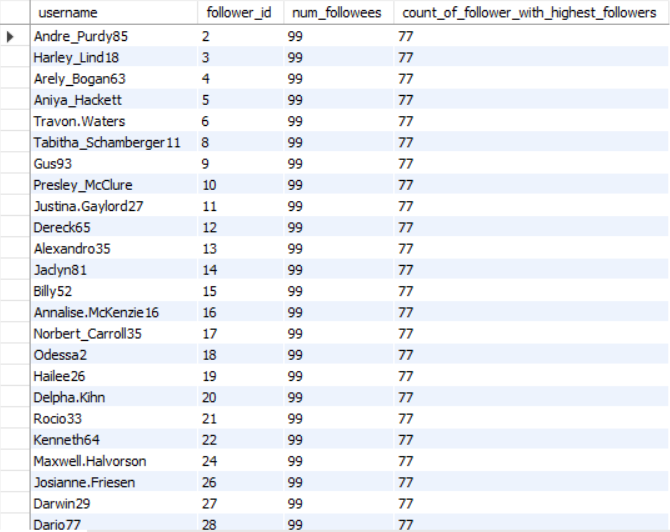 username follower_id num_followees count_of_follower_with_highest_followers
Andre_Purdy85 2 99 77
Harley_Lind18 3 99 77
Arely_Bogan63 4 99 77
Aniya_Hackett 5 99 77
Travon.Waters 6 99 77
Tabitha_Schamberger11 8 99 77
Gus93 9 99 77
Presley_McClure 10 99 77
Justina.Gaylord27 11 99 77
Dereck65 12 99 77
Alexandro35 13 99 77
Jaclyn81 14 99 77
Billy52 15 99 77
Annalise.McKenzie16 16 99 77
Norbert_Carroll35 17 99 77
Odessa2 18 99 77
Hailee26 19 99 77
Delpha.Kihn 20 99 77
Rocio33 21 99 77
Kenneth64 22 99 77
Maxwell.Halvorson 24 99 77
Josianne.Friesen 26 99 77
Darwin29 27 99 77
Dario77 28 99 77